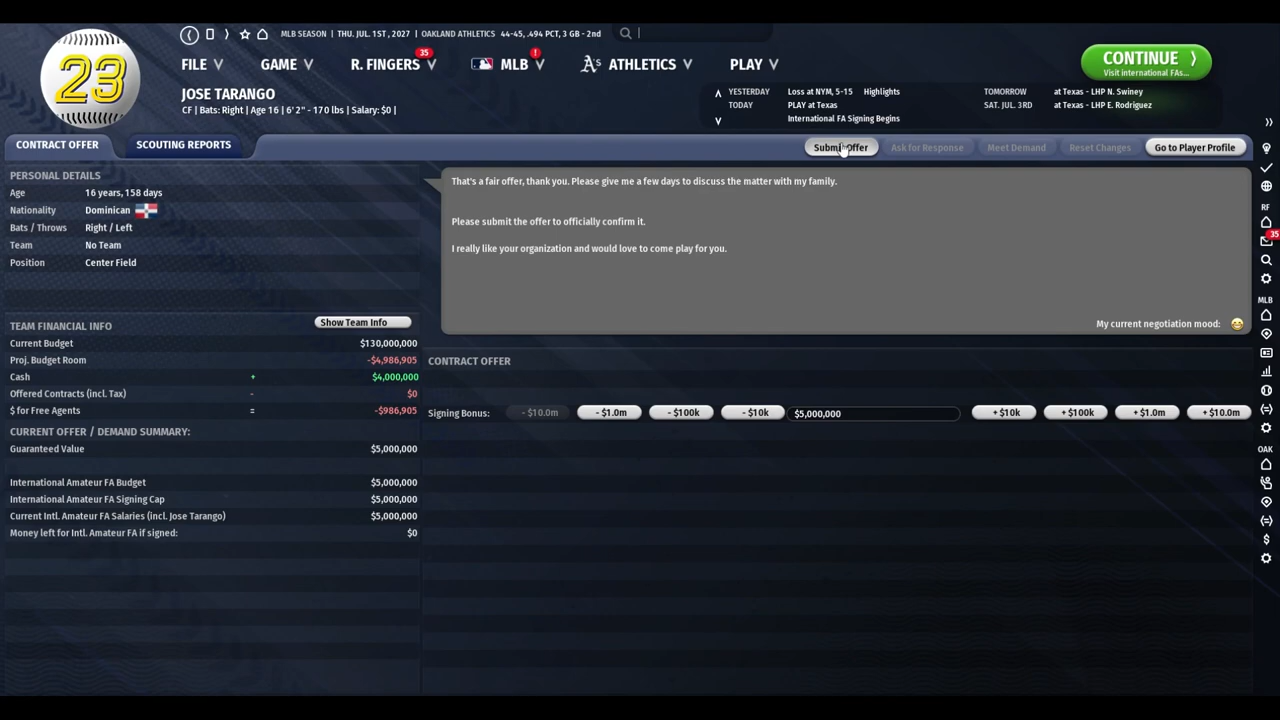 23
MLB SEASON | THU. JUL. 1ST, 2027 | OAKLAND ATHLETICS 44-45, .494 PCT, 3 GB - 2nd
FILE GAME R. FINGERS 35 MLB ! A's ATHLETICS PLAY
CONTINUE
Visit international FAs...
JOSE TARANGO
CF | Bats: Right | Age 16 | 6'2" - 170 lbs | Salary: $0 |
YESTERDAY Loss at NYM, 5-15 Highlights TOMORROW at Texas - LHP N. Swiney
TODAY PLAY at Texas SAT. JUL. 3RD at Texas - LHP E. Rodriguez
International FA Signing Begins
CONTRACT OFFER SCOUTING REPORTS Submit Offer Ask for Response Meet Demand Reset Changes Go to Player Profile
PERSONAL DETAILS
Age 16 years, 158 days
Nationality Dominican
Bats / Throws Right / Left
Team No Team
Position Center Field
That's a fair offer, thank you. Please give me a few days to discuss the matter with my family.
Please submit the offer to officially confirm it.
I really like your organization and would love to come play for you.
My current negotiation mood:
TEAM FINANCIAL INFO Show Team Info
Current Budget $130,000,000
Proj. Budget Room -$4,986,905
Cash + $4,000,000
Offered Contracts (incl. Tax) - $0
$ for Free Agents = -$986,905
CURRENT OFFER / DEMAND SUMMARY:
Guaranteed Value $5,000,000
International Amateur FA Budget $5,000,000
International Amateur FA Signing Cap $5,000,000
Current Intl. Amateur FA Salaries (incl. Jose Tarango) $5,000,000
Money left for Intl. Amateur FA if signed: $0
CONTRACT OFFER
Signing Bonus: - $10.0m - $1.0m - $100k - $10k $5,000,000 + $10k + $100k + $1.0m + $10.0m
RF
35
MLB
OAK
$